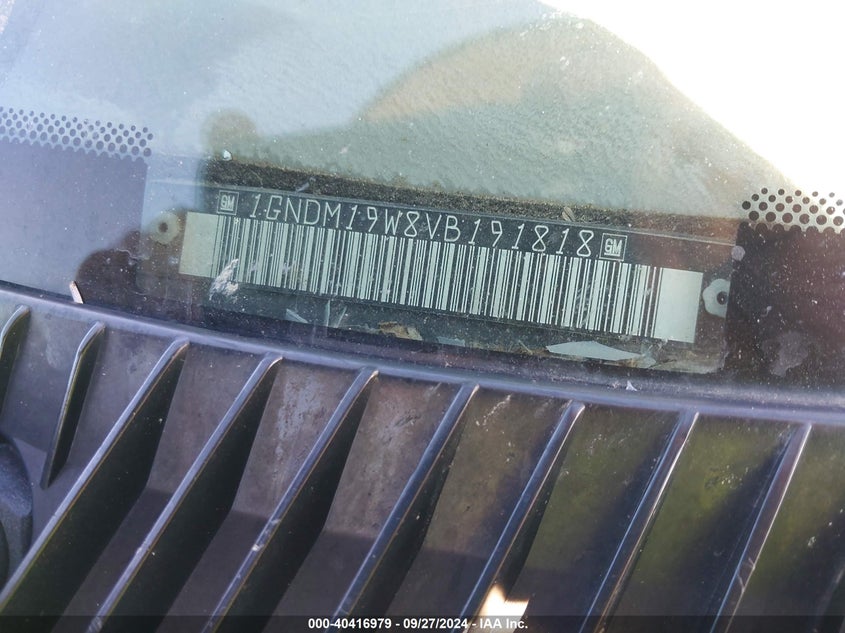 GM 1GNDM19W8VB191818 GM
000-40416979 - 09/27/2024 - IAA Inc.